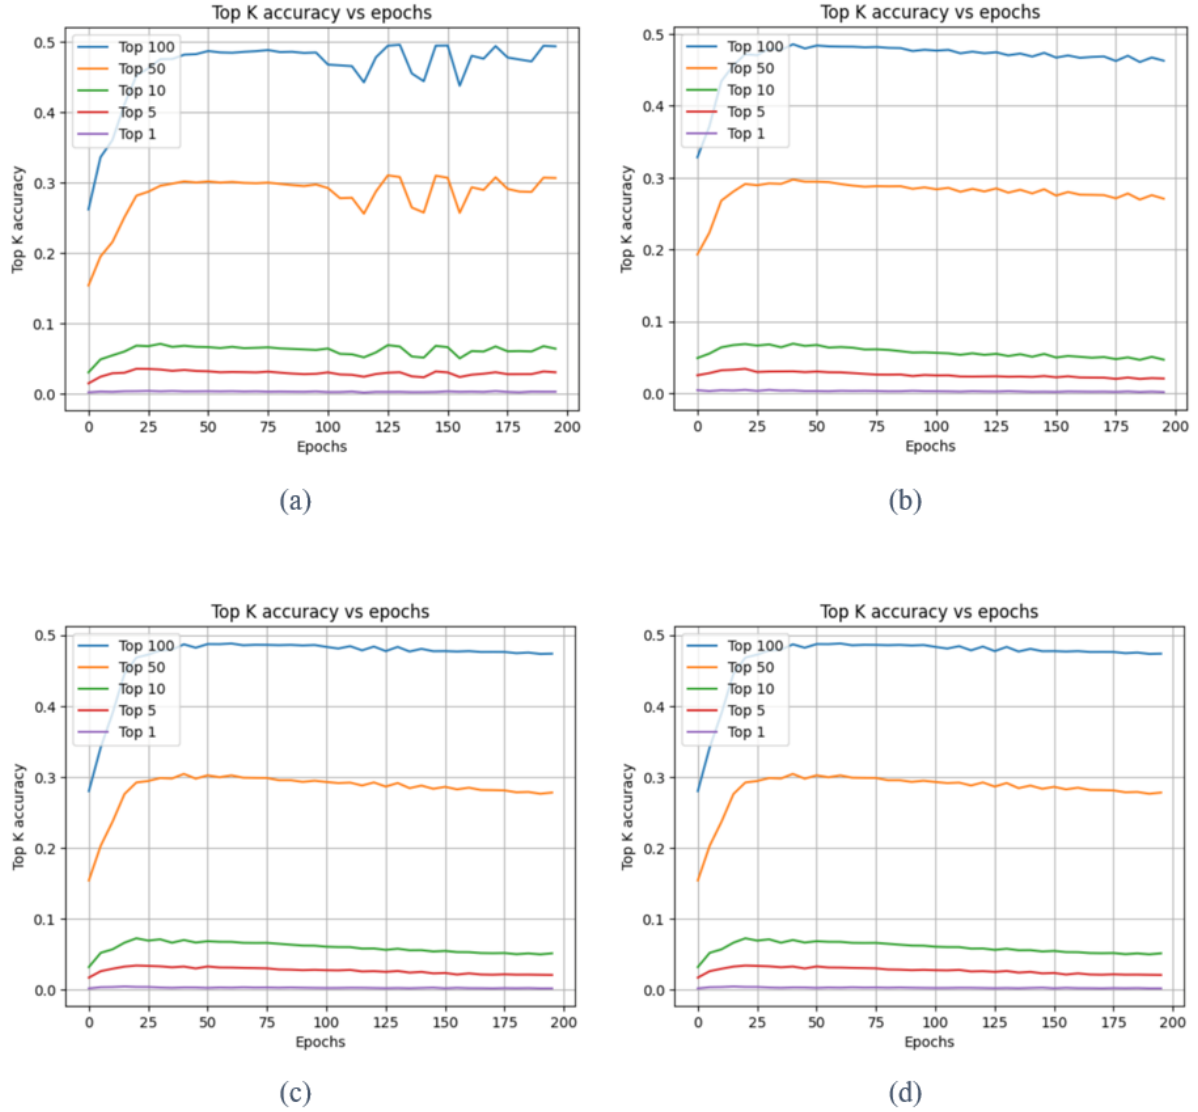 Top K accuracy vs epochs
Top K accuracy
0.5
0.4
0.3
0.2
0.1
0.0
Top 100
Top 50
Top 10
Top 5
Top 1
0 25 50 75 100 125 150 175 200
Epochs
(a)
Top K accuracy vs epochs
Top K accuracy
0.5
0.4
0.3
0.2
0.1
0.0
Top 100
Top 50
Top 10
Top 5
Top 1
0 25 50 75 100 125 150 175 200
Epochs
(b)
Top K accuracy vs epochs
Top K accuracy
0.5
0.4
0.3
0.2
0.1
0.0
Top 100
Top 50
Top 10
Top 5
Top 1
0 25 50 75 100 125 150 175 200
Epochs
(c)
Top K accuracy vs epochs
Top K accuracy
0.5
0.4
0.3
0.2
0.1
0.0
Top 100
Top 50
Top 10
Top 5
Top 1
0 25 50 75 100 125 150 175 200
Epochs
(d)